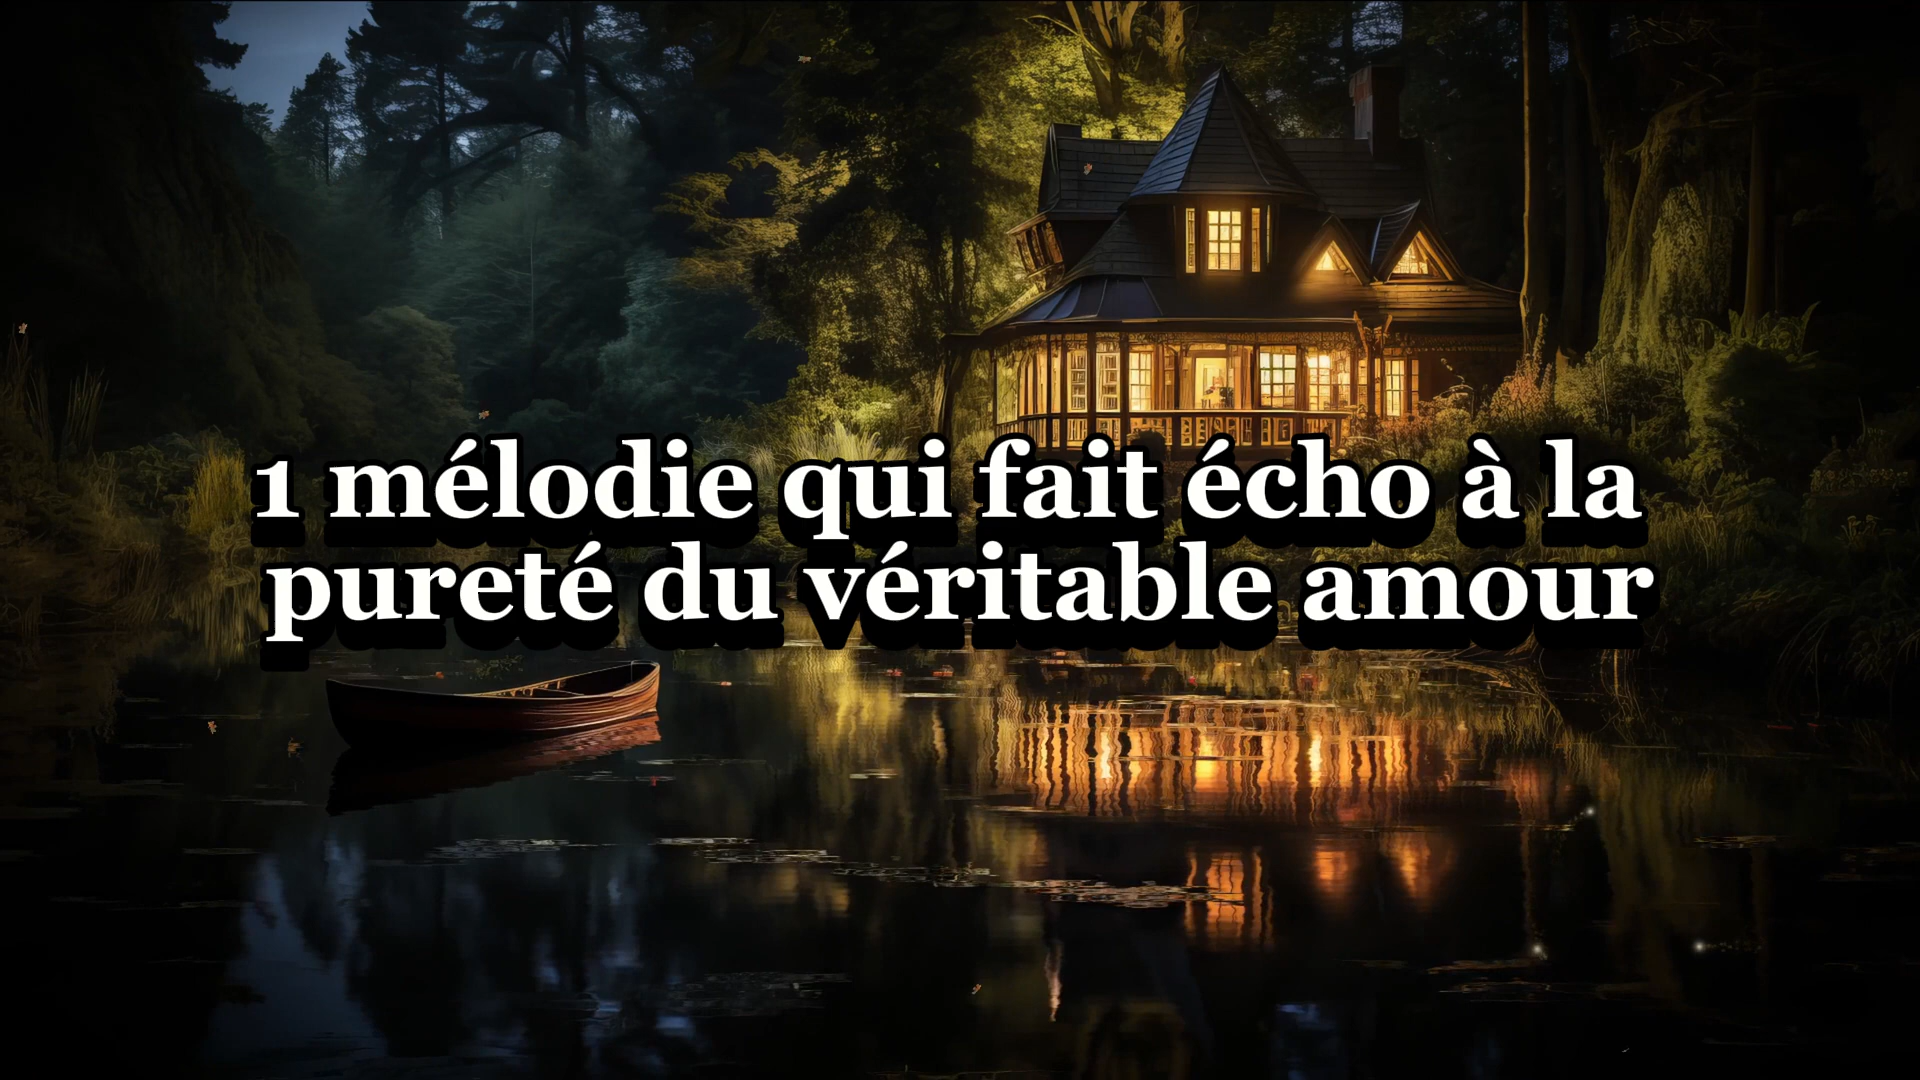 1 mélodie qui fait écho à la
pureté du véritable amour